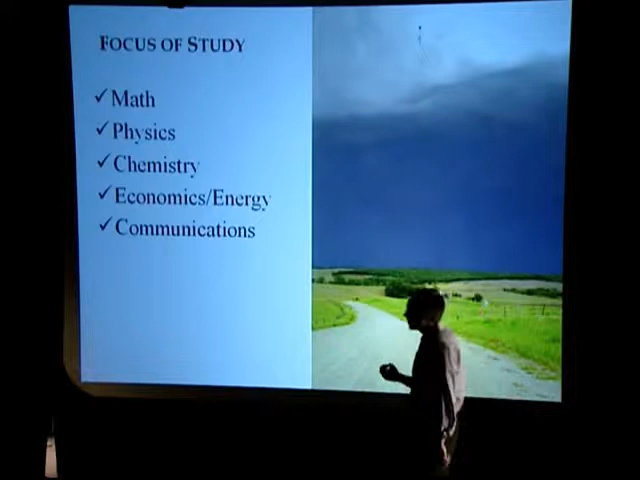 FOCUS OF STUDY
✓Math
✓Physics
✓Chemistry
✓Economics/Energy
✓Communications